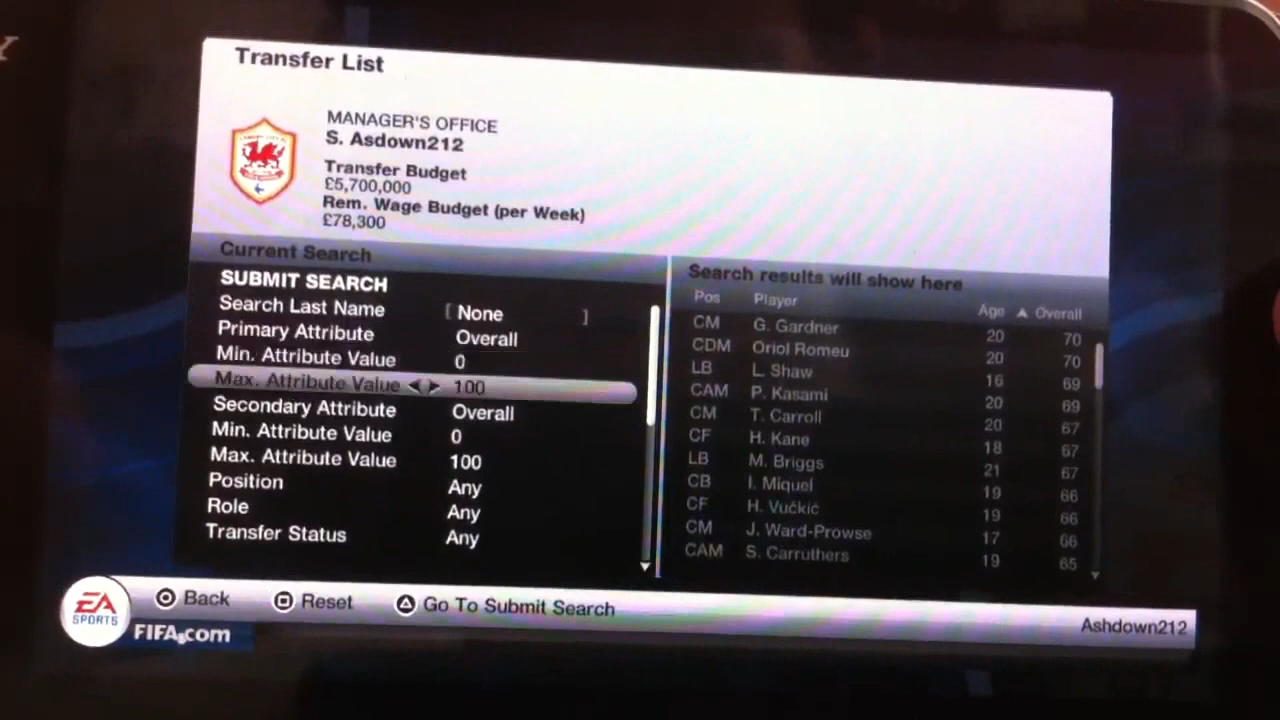 Y
Transfer List
MANAGER'S OFFICE
S. Asdown212
Transfer Budget
£5,700,000
Rem. Wage Budget (per Week)
£78,300
Current Search
SUBMIT SEARCH
Search Last Name [ None ]
Primary Attribute Overall
Min. Attribute Value 0
Max. Attribute Value 100
Secondary Attribute Overall
Min. Attribute Value 0
Max. Attribute Value 100
Position Any
Role Any
Transfer Status Any
Search results will show here
Pos Player Age Overall
CM G. Gardner 20 70
CDM Oriol Romeu 20 70
LB L. Shaw 16 69
CAM P. Kasami 20 69
CM T. Carroll 20 67
CF H. Kane 18 67
LB M. Briggs 21 67
CB I. Miquel 19 66
CF H. Vučkić 19 66
CM J. Ward-Prowse 17 66
CAM S. Carruthers 19 65
EA
SPORTS
Back Reset Go To Submit Search
FIFA.com
Ashdown212